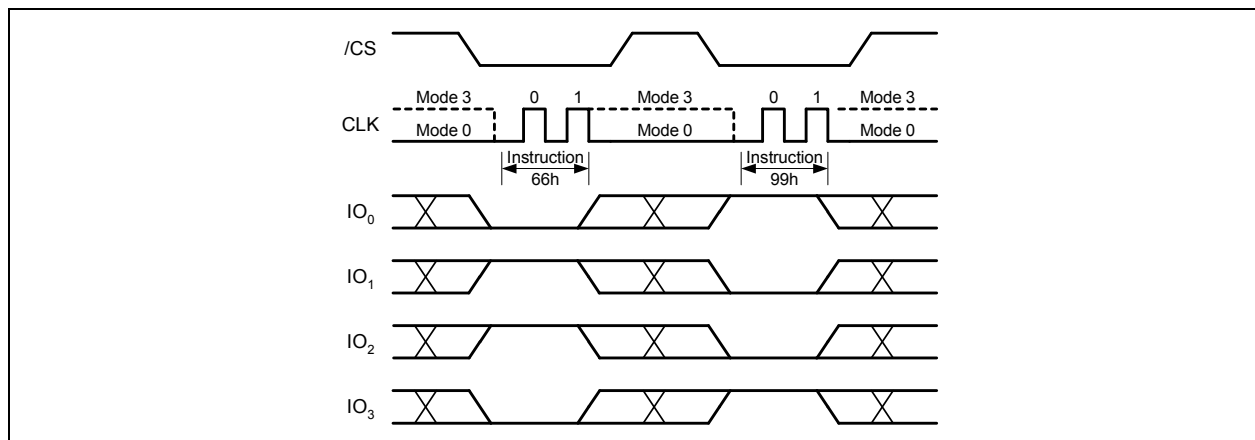 /CS
Mode 3 0 1 Mode 3 0 1 Mode 3
CLK Mode 0 Mode 0 Mode 0
Instruction Instruction
66h 99h
IO0
IO1
IO2
IO3